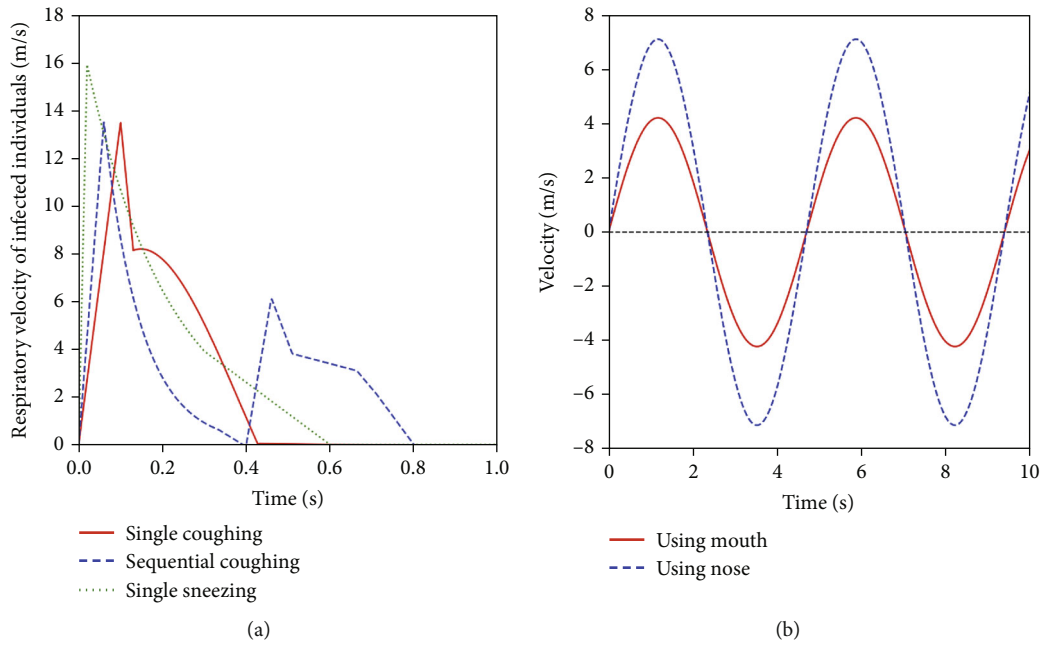 Respiratory velocity of infected individuals (m/s)
18
16
14
12
10
8
6
4
2
0
0.0 0.2 0.4 0.6 0.8 1.0
Time (s)
Single coughing
Sequential coughing
Single sneezing
(a)
Velocity (m/s)
8
6
4
2
0
−2
−4
−6
−8
0 2 4 6 8 10
Time (s)
Using mouth
Using nose
(b)